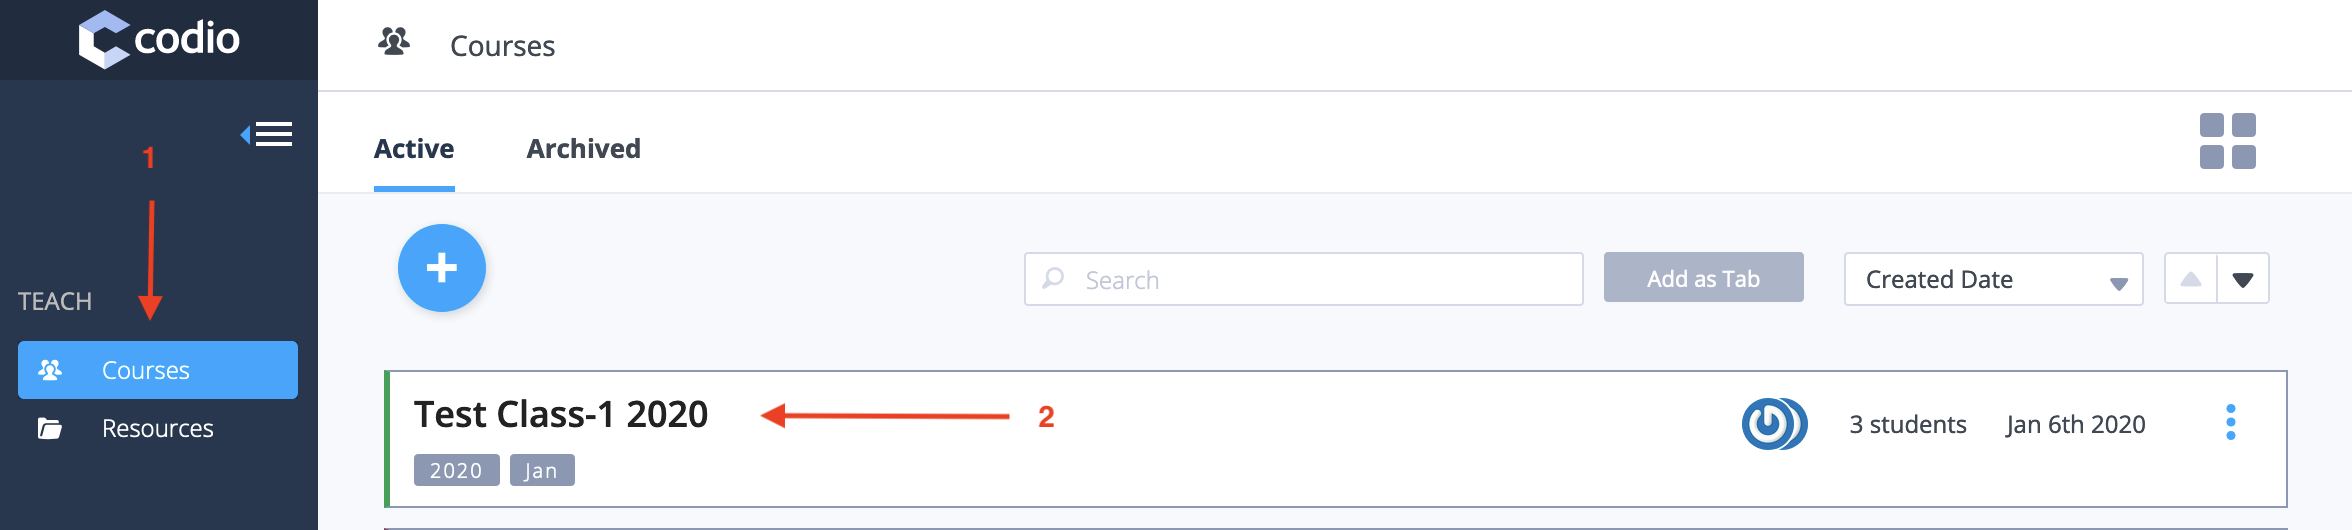 codio
Courses
1
Active
Archived
Search
Add as Tab
Created Date
TEACH
Courses
Resources
Test Class-1 2020
2
3 students
Jan 6th 2020
2020
Jan